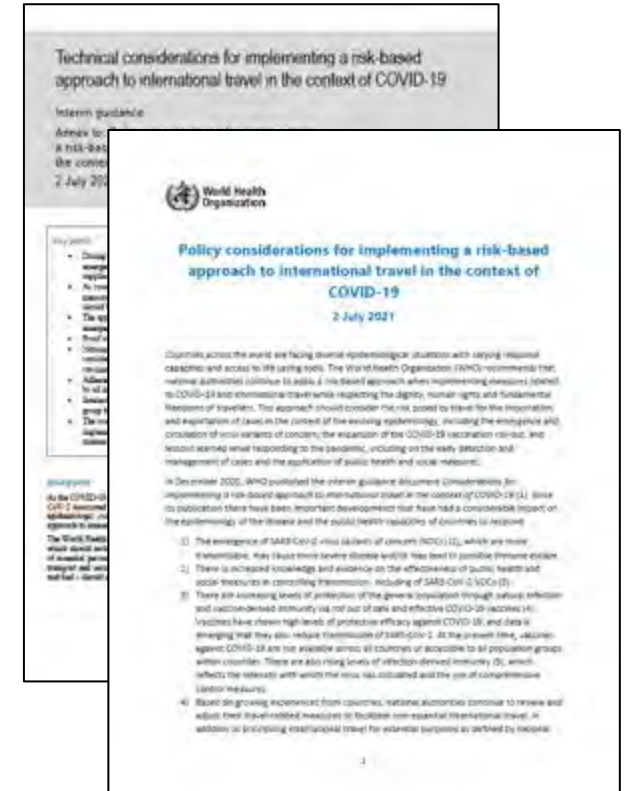 Technical considerations for implementing a risk-based
approach to international travel in the context of COVID-19
Interim guidance
Annex to:
a risk-bas
the contex
2 July 202
World Health
Organization
Policy considerations for implementing a risk-based
approach to international travel in the context of
COVID-19
2 July 2021
Countries across the world are facing diverse epidemiological situations with varying response
capacities and access to life saving tools. The World Health Organization (WHO) recommends that
national authorities continue to apply a risk-based approach when implementing measures related
to COVID-19 and international travel while respecting the dignity, human rights and fundamental
freedoms of travellers. This approach should consider the risk posed by travel for the importation
and exportation of cases in the context of the evolving epidemiology, including the emergence and
circulation of virus variants of concern; the expansion of the COVID-19 vaccination roll-out; and
lessons learned while responding to the pandemic, including on the early detection and
management of cases and the application of public health and social measures.
In December 2020, WHO published the interim guidance document Considerations for
implementing a risk-based approach to international travel in the context of COVID-19 (1). Since
its publication there have been important developments that have had a considerable impact on
the epidemiology of the disease and the public health capacities of countries to respond:
1) The emergence of SARS-CoV-2 virus variants of concern (VOCs) (2), which are more
transmissible, may cause more severe disease and/or may lead to possible immune escape.
2) There is increased knowledge and evidence on the effectiveness of public health and
social measures in controlling transmission, including of SARS-CoV-2 VOCs (3).
3) There are increasing levels of protection of the general population through natural infection
and vaccine-derived immunity via roll out of safe and effective COVID-19 vaccines (4).
Vaccines have shown high levels of protective efficacy against COVID-19, and data is
emerging that they also reduce transmission of SARS-CoV-2. At the present time, vaccines
against COVID-19 are not available across all countries or accessible to all population groups
within countries. There are also rising levels of infection-derived immunity (5), which
reflects the intensity with which the virus has circulated and the use of comprehensive
control measures.
4) Based on growing experiences from countries, national authorities continue to review and
adjust their travel-related measures to facilitate non-essential international travel, in
addition to prioritizing international travel for essential purposes as defined by national